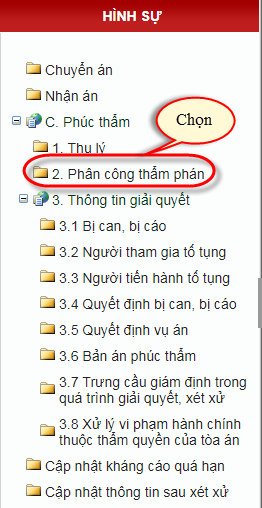 HÌNH SỰ
Chuyển án
Nhận án
C. Phúc thẩm
Chọn
1. Thụ lý
2. Phân công thẩm phán
3. Thông tin giải quyết
3.1 Bị can, bị cáo
3.2 Người tham gia tố tụng
3.3 Người tiến hành tố tụng
3.4 Quyết định bị can, bị cáo
3.5 Quyết định vụ án
3.6 Bản án phúc thẩm
3.7 Trưng cầu giám định trong
quá trình giải quyết, xét xử
3.8 Xử lý vi phạm hành chính
thuộc thẩm quyền của tòa án
Cập nhật kháng cáo quá hạn
Cập nhật thông tin sau xét xử